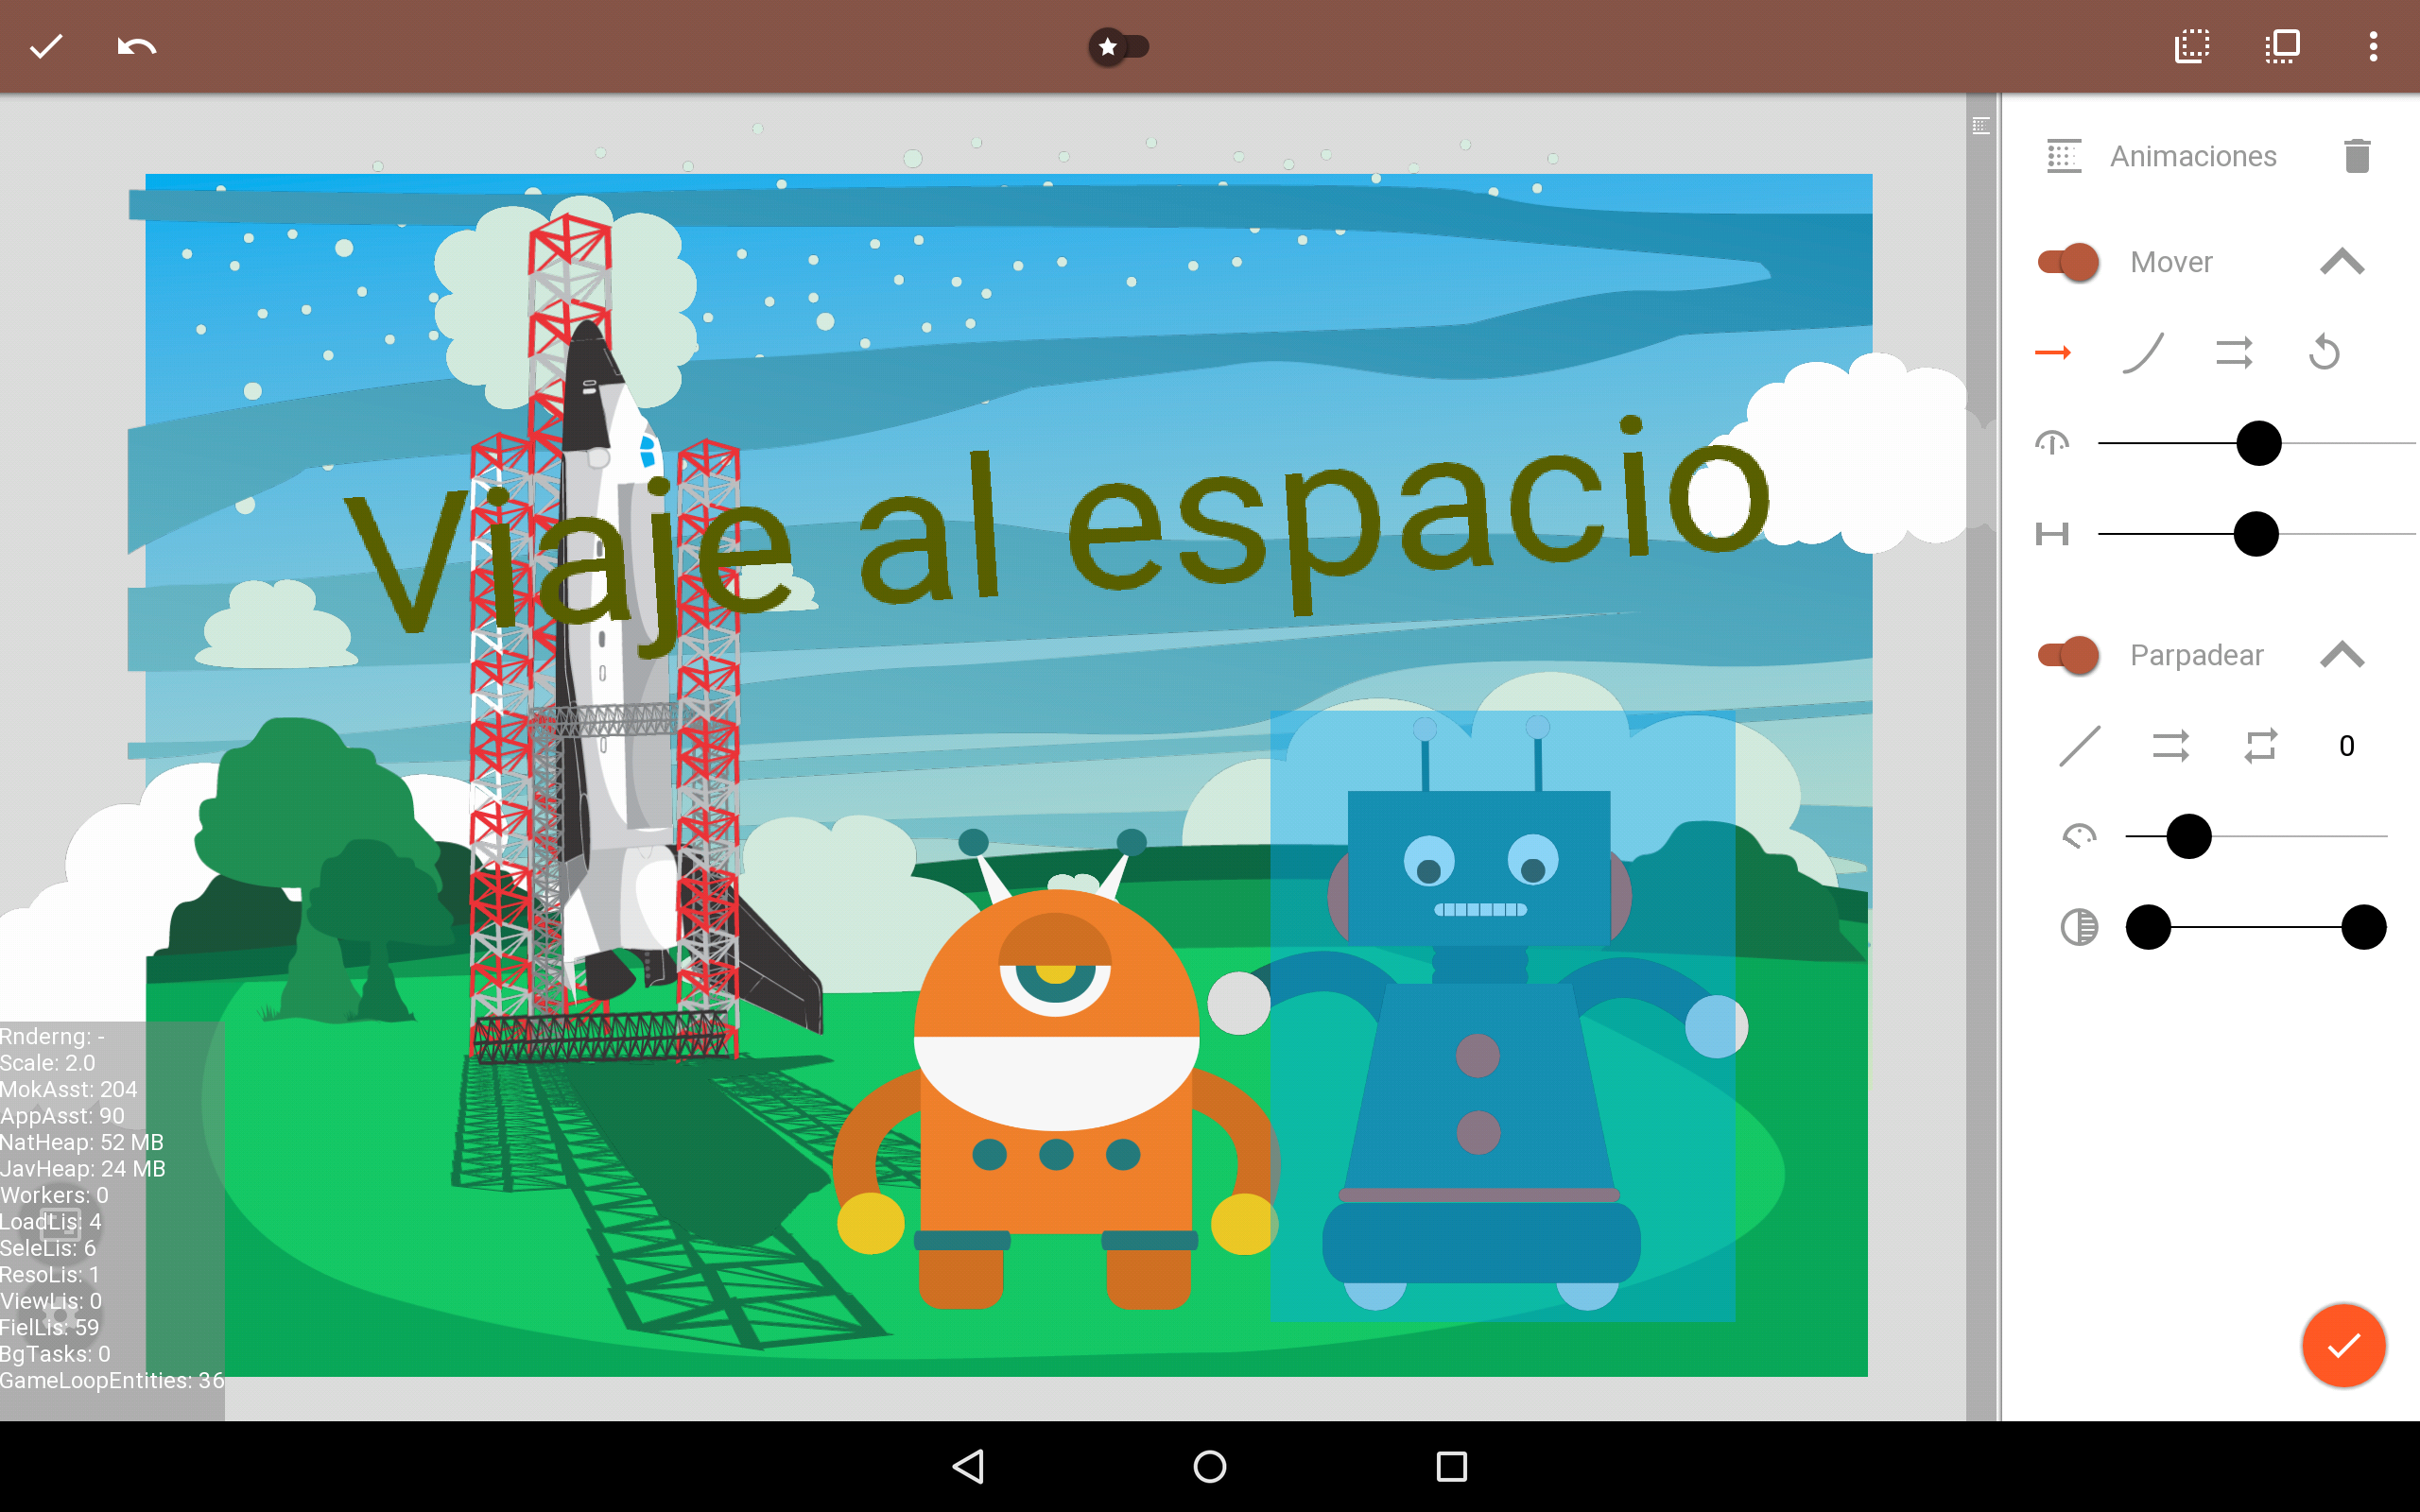 Animaciones
Mover
Viaje al espacio
Parpadear
0
Rnderng: -
Scale: 2.0
MokAsst: 204
AppAsst: 90
NatHeap: 52 MB
JavHeap: 24 MB
Workers: 0
LoadLis: 4
SeleLis: 6
ResoLis: 1
ViewLis: 0
FielLis: 59
BgTasks: 0
GameLoopEntities: 36